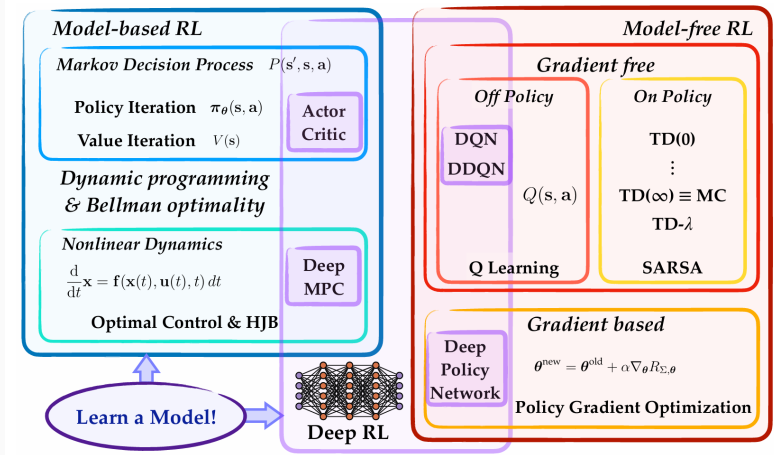 Model-based RL
Markov Decision Process P(s′, s, a)
Policy Iteration π_θ(s, a)
Value Iteration V(s)
Actor
Critic
Dynamic programming
& Bellman optimality
Nonlinear Dynamics
d/dt x = f(x(t), u(t), t) dt
Deep
MPC
Optimal Control & HJB
Learn a Model!
Deep RL
Model-free RL
Gradient free
Off Policy
DQN
DDQN
Q(s, a)
Q Learning
On Policy
TD(0)
⋮
TD(∞) ≡ MC
TD-λ
SARSA
Gradient based
Deep
Policy
Network
θ^new = θ^old + α∇_θ R_Σ,θ
Policy Gradient Optimization